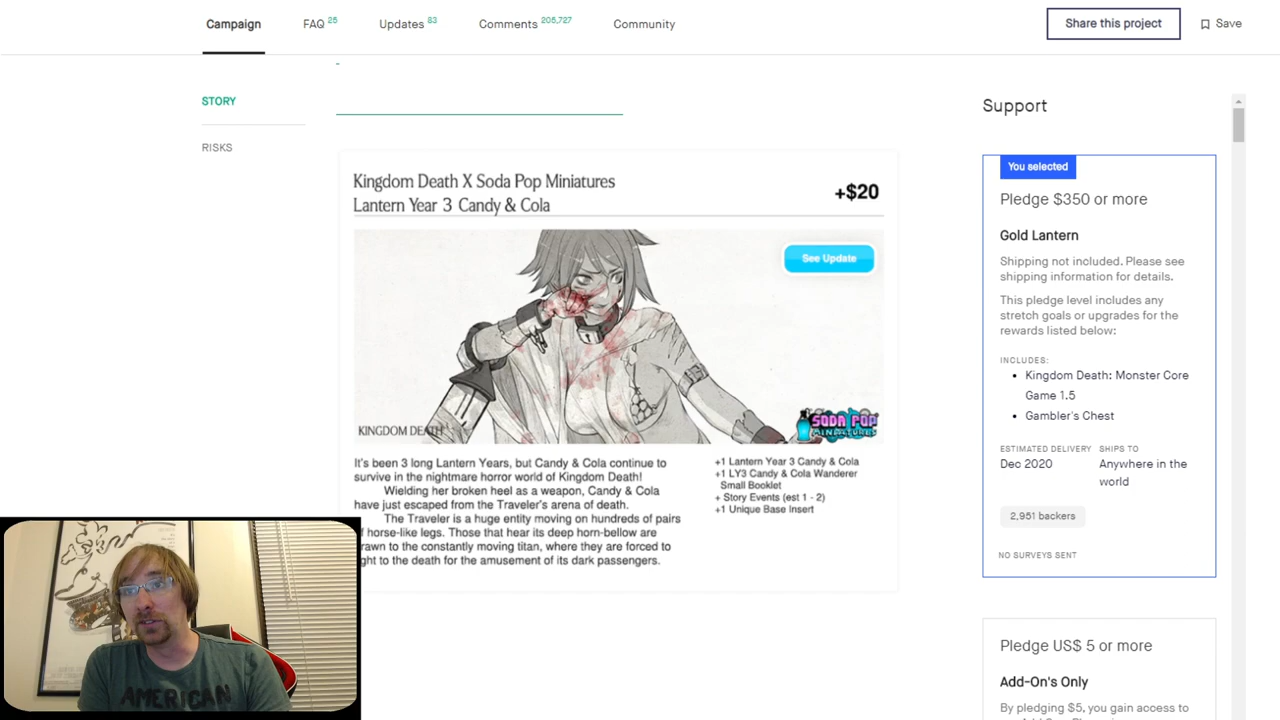 Campaign
FAQ 25
Updates 83
Comments 205,727
Community
Share this project
Save
STORY
RISKS
Kingdom Death X Soda Pop Miniatures
Lantern Year 3 Candy & Cola
+$20
See Update
KINGDOM DEATH
SODA POP
MINIATURES
It's been 3 long Lantern Years, but Candy & Cola continue to
survive in the nightmare horror world of Kingdom Death!
Wielding her broken heel as a weapon, Candy & Cola
have just escaped from the Traveler's arena of death.
The Traveler is a huge entity moving on hundreds of pairs
f horse-like legs. Those that hear its deep horn-bellow are
rawn to the constantly moving titan, where they are forced to
ght to the death for the amusement of its dark passengers.
+1 Lantern Year 3 Candy & Cola
+1 LY3 Candy & Cola Wanderer
Small Booklet
+ Story Events (est 1 - 2)
+1 Unique Base Insert
Support
You selected
Pledge $350 or more
Gold Lantern
Shipping not included. Please see
shipping information for details.
This pledge level includes any
stretch goals or upgrades for the
rewards listed below:
INCLUDES:
• Kingdom Death: Monster Core
Game 1.5
• Gambler's Chest
ESTIMATED DELIVERY
Dec 2020
SHIPS TO
Anywhere in the
world
2,951 backers
NO SURVEYS SENT
Pledge US$ 5 or more
Add-On's Only
By pledging $5, you gain access to
AMERICAN